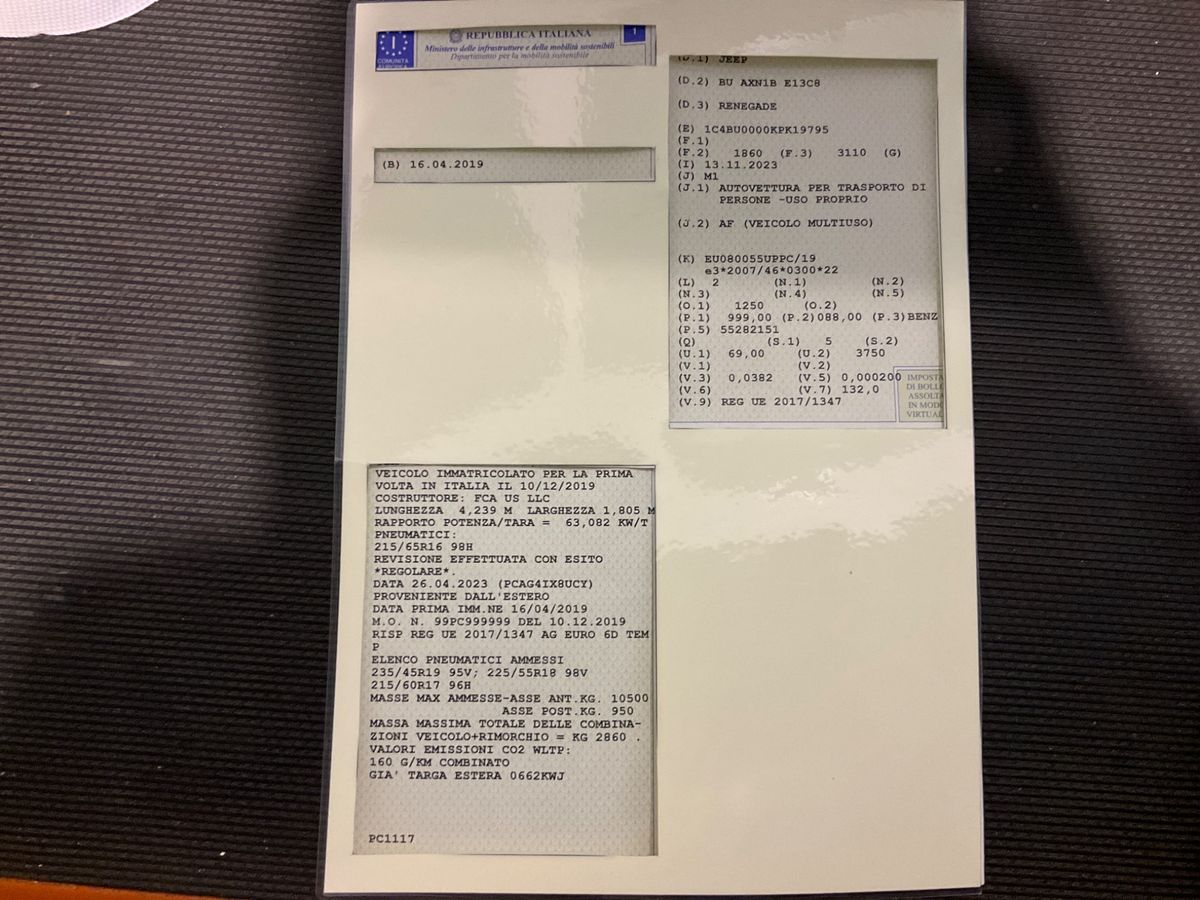 I
COMUNITÀ
EUROPEA
REPUBBLICA ITALIANA
Ministero delle infrastrutture e della mobilità sostenibili
Dipartimento per la mobilità sostenibile
1
(B) 16.04.2019
(D.1) JEEP
(D.2) BU AXN1B E13C8
(D.3) RENEGADE
(E) 1C4BU0000KPK19795
(F.1)
(F.2) 1860 (F.3) 3110 (G)
(I) 13.11.2023
(J) M1
(J.1) AUTOVETTURA PER TRASPORTO DI
PERSONE -USO PROPRIO
(J.2) AF (VEICOLO MULTIUSO)
(K) EU080055UPPC/19
e3*2007/46*0300*22
(L) 2 (N.1) (N.2)
(N.3) (N.4) (N.5)
(O.1) 1250 (O.2)
(P.1) 999,00 (P.2)088,00 (P.3)BENZ
(P.5) 55282151
(Q) (S.1) 5 (S.2)
(U.1) 69,00 (U.2) 3750
(V.1) (V.2)
(V.3) 0,0382 (V.5) 0,000200
(V.6) (V.7) 132,0
(V.9) REG UE 2017/1347
IMPOSTA
DI BOLL
ASSOLTA
IN MOD
VIRTUAL
VEICOLO IMMATRICOLATO PER LA PRIMA
VOLTA IN ITALIA IL 10/12/2019
COSTRUTTORE: FCA US LLC
LUNGHEZZA 4,239 M LARGHEZZA 1,805 M
RAPPORTO POTENZA/TARA = 63,082 KW/T
PNEUMATICI:
215/65R16 98H
REVISIONE EFFETTUATA CON ESITO
*REGOLARE*.
DATA 26.04.2023 (PCAG4IX8UCY)
PROVENIENTE DALL'ESTERO
DATA PRIMA IMM.NE 16/04/2019
M.O. N. 99PC999999 DEL 10.12.2019
RISP REG UE 2017/1347 AG EURO 6D TEM
P
ELENCO PNEUMATICI AMMESSI
235/45R19 95V; 225/55R18 98V
215/60R17 96H
MASSE MAX AMMESSE-ASSE ANT.KG. 10500
ASSE POST.KG. 950
MASSA MASSIMA TOTALE DELLE COMBINA-
ZIONI VEICOLO+RIMORCHIO = KG 2860 .
VALORI EMISSIONI CO2 WLTP:
160 G/KM COMBINATO
GIA' TARGA ESTERA 0662KWJ
PC1117